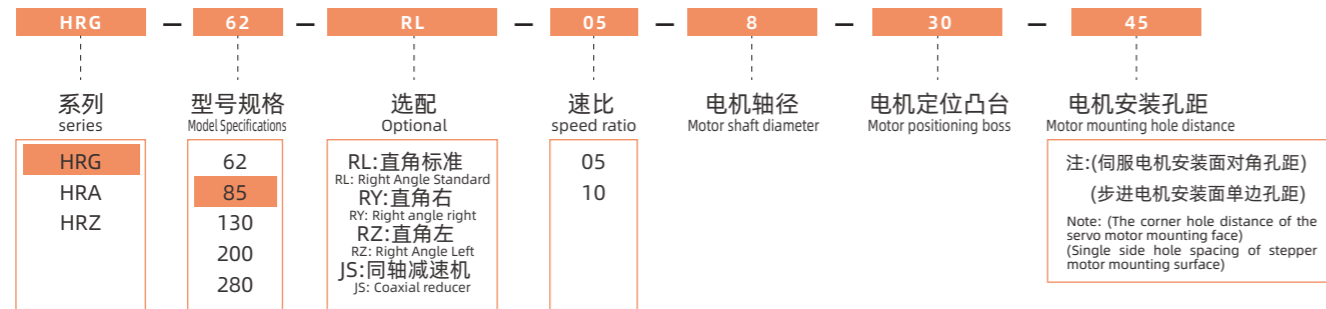 HRG — 62 — RL — 05 — 8 — 30 — 45
系列 型号规格 选配 速比 电机轴径 电机定位凸台 电机安装孔距
series Model Specifications Optional speed ratio Motor shaft diameter Motor positioning boss Motor mounting hole distance
HRG
HRA
HRZ
62
85
130
200
280
RL:直角标准
RL: Right Angle Standard
RY:直角右
RY: Right angle right
RZ:直角左
RZ: Right Angle Left
JS:同轴减速机
JS: Coaxial reducer
05
10
注:(伺服电机安装面对角孔距)
(步进电机安装面单边孔距)
Note: (The corner hole distance of the
servo motor mounting face)
(Single side hole spacing of stepper
motor mounting surface)